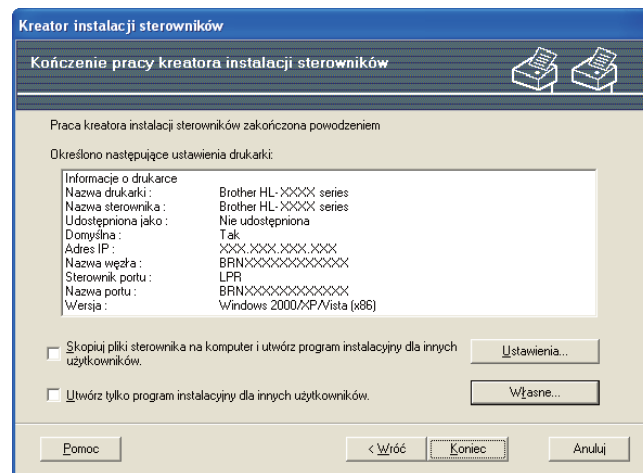 Kreator instalacji sterowników
Kończenie pracy kreatora instalacji sterowników
Praca kreatora instalacji sterowników zakończona powodzeniem
Określono następujące ustawienia drukarki:
Informacje o drukarce
Nazwa drukarki : Brother HL-XXXX series
Nazwa sterownika : Brother HL-XXXX series
Udostępniona jako : Nie udostępniona
Domyślna : Tak
Adres IP : XXX.XXX.XXX.XXX
Nazwa węzła : BRNXXXXXXXXXXXX
Sterownik portu : LPR
Nazwa portu : BRNXXXXXXXXXXXX
Wersja : Windows 2000/XP/Vista (x86)
Skopiuj pliki sterownika na komputer i utwórz program instalacyjny dla innych
użytkowników.
Ustawienia...
Utwórz tylko program instalacyjny dla innych użytkowników.
Własne...
Pomoc
< Wróć
Koniec
Anuluj